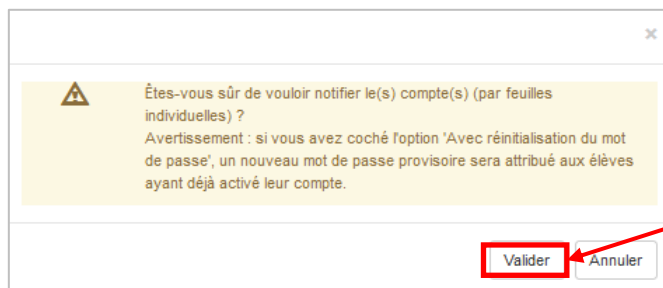 ×
Êtes-vous sûr de vouloir notifier le(s) compte(s) (par feuilles
individuelles) ?
Avertissement : si vous avez coché l'option 'Avec réinitialisation du mot
de passe', un nouveau mot de passe provisoire sera attribué aux élèves
ayant déjà activé leur compte.
Valider Annuler